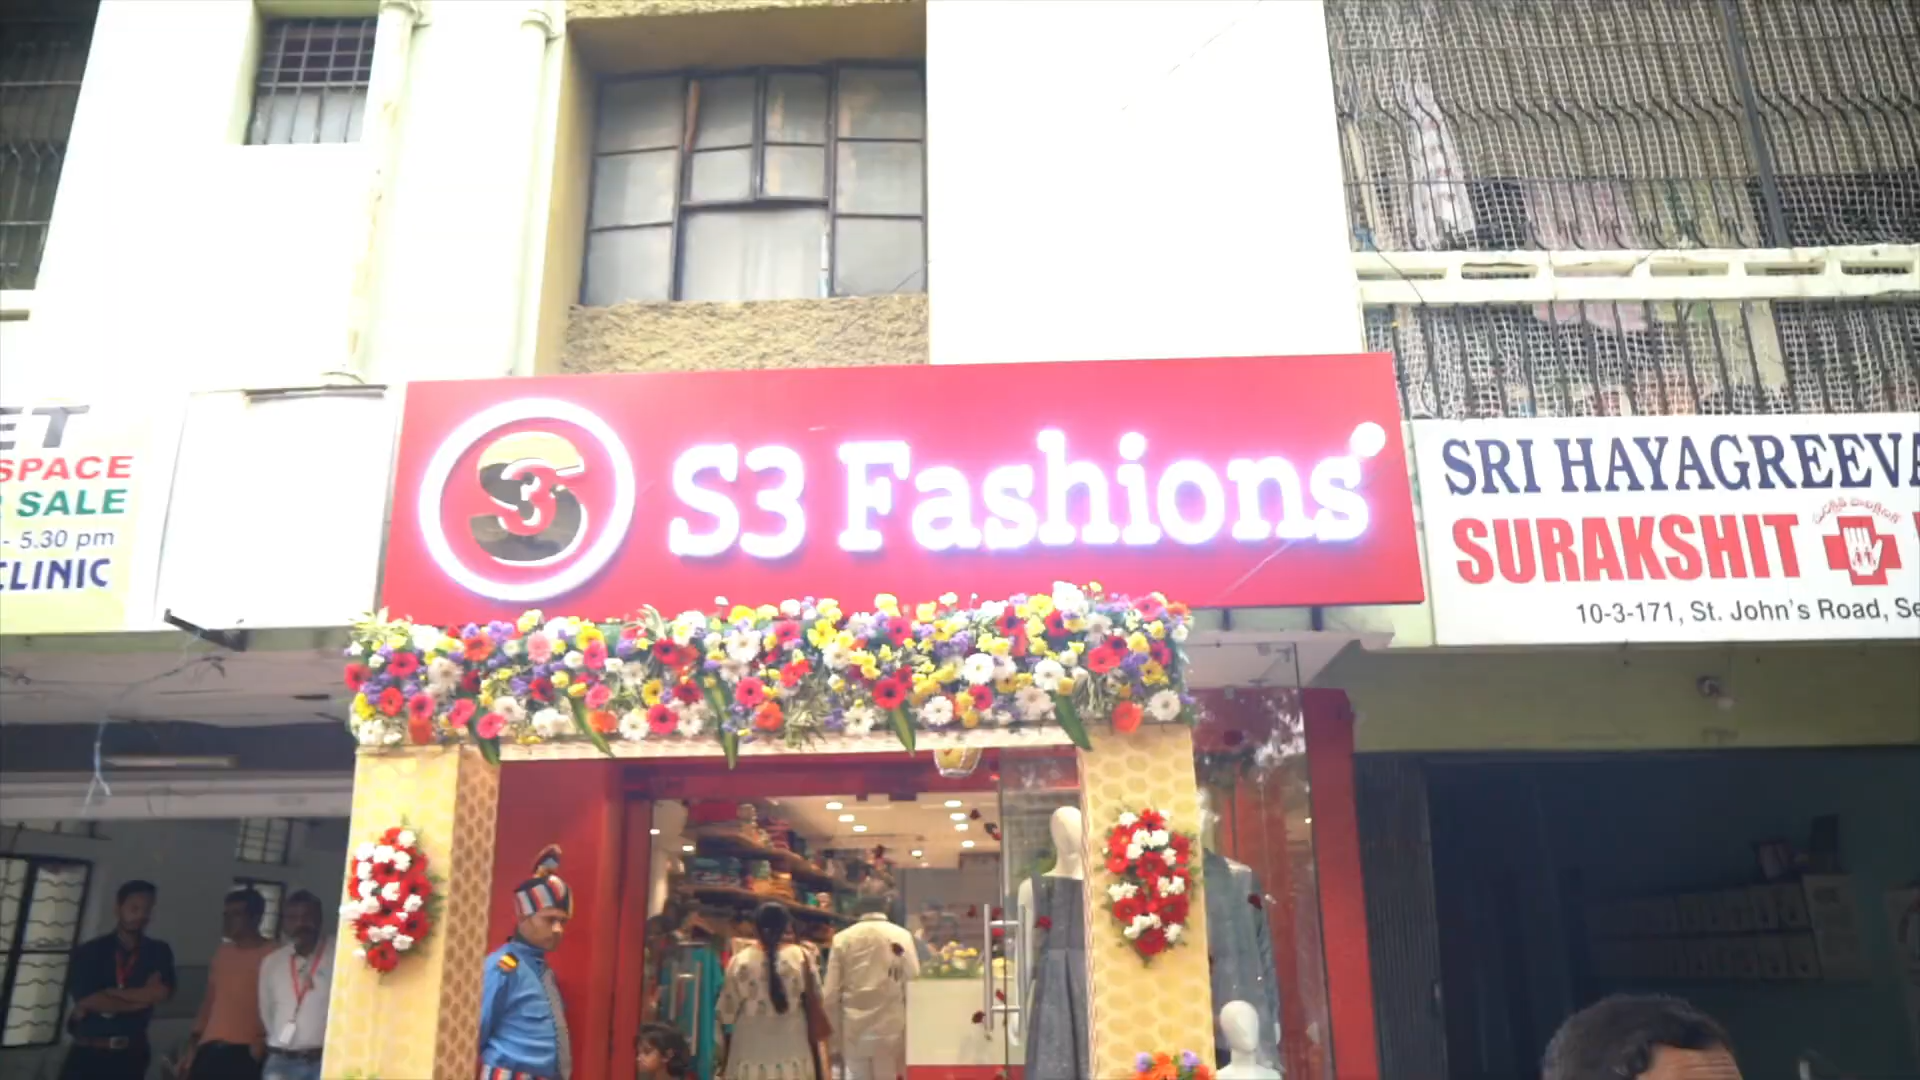 ET
SPACE
SALE
- 5.30 pm
CLINIC
S3
S3 Fashions
SRI HAYAGREEVA
SURAKSHIT
10-3-171, St. John's Road, Se